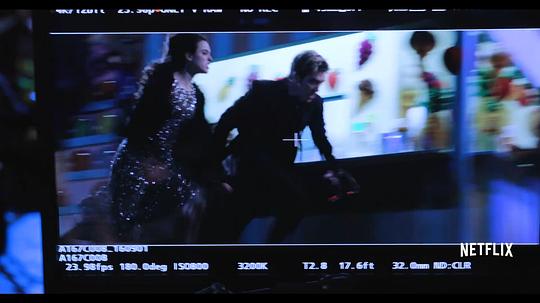 A167C008_160901
NETFLIX
A167C008
23.98fps 180.0deg ISO800 3200K T2.8 17.6ft 32.0mm ND:CLR